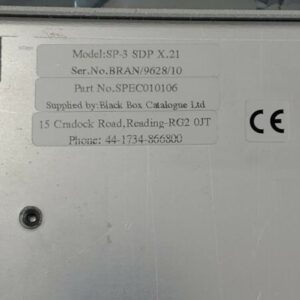 Model:SP-3 SDP X.21
Ser.No.BRAN/9628/10
Part No.SPEC010106
Supplied by:Black Box Catalogue Ltd
15 Cradock Road,Reading-RG2 0JT
Phone: 44-1734-866800
CE